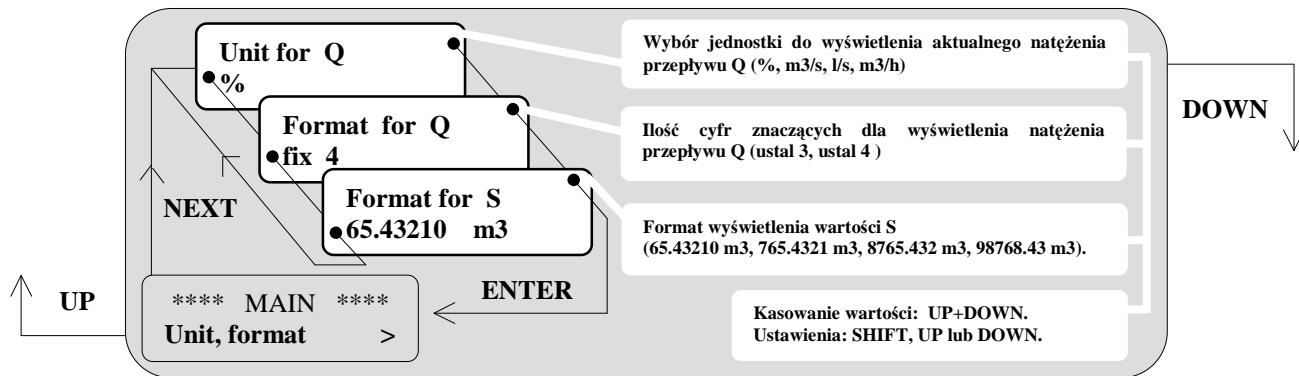 Unit for Q
%
Format for Q
fix 4
Format for S
65.43210 m3
NEXT
UP
ENTER
**** MAIN ****
Unit, format >
Wybór jednostki do wyświetlenia aktualnego natężenia
przepływu Q (%, m3/s, l/s, m3/h)
Ilość cyfr znaczących dla wyświetlenia natężenia
przepływu Q (ustal 3, ustal 4 )
Format wyświetlenia wartości S
(65.43210 m3, 765.4321 m3, 8765.432 m3, 98768.43 m3).
Kasowanie wartości: UP+DOWN.
Ustawienia: SHIFT, UP lub DOWN.
DOWN